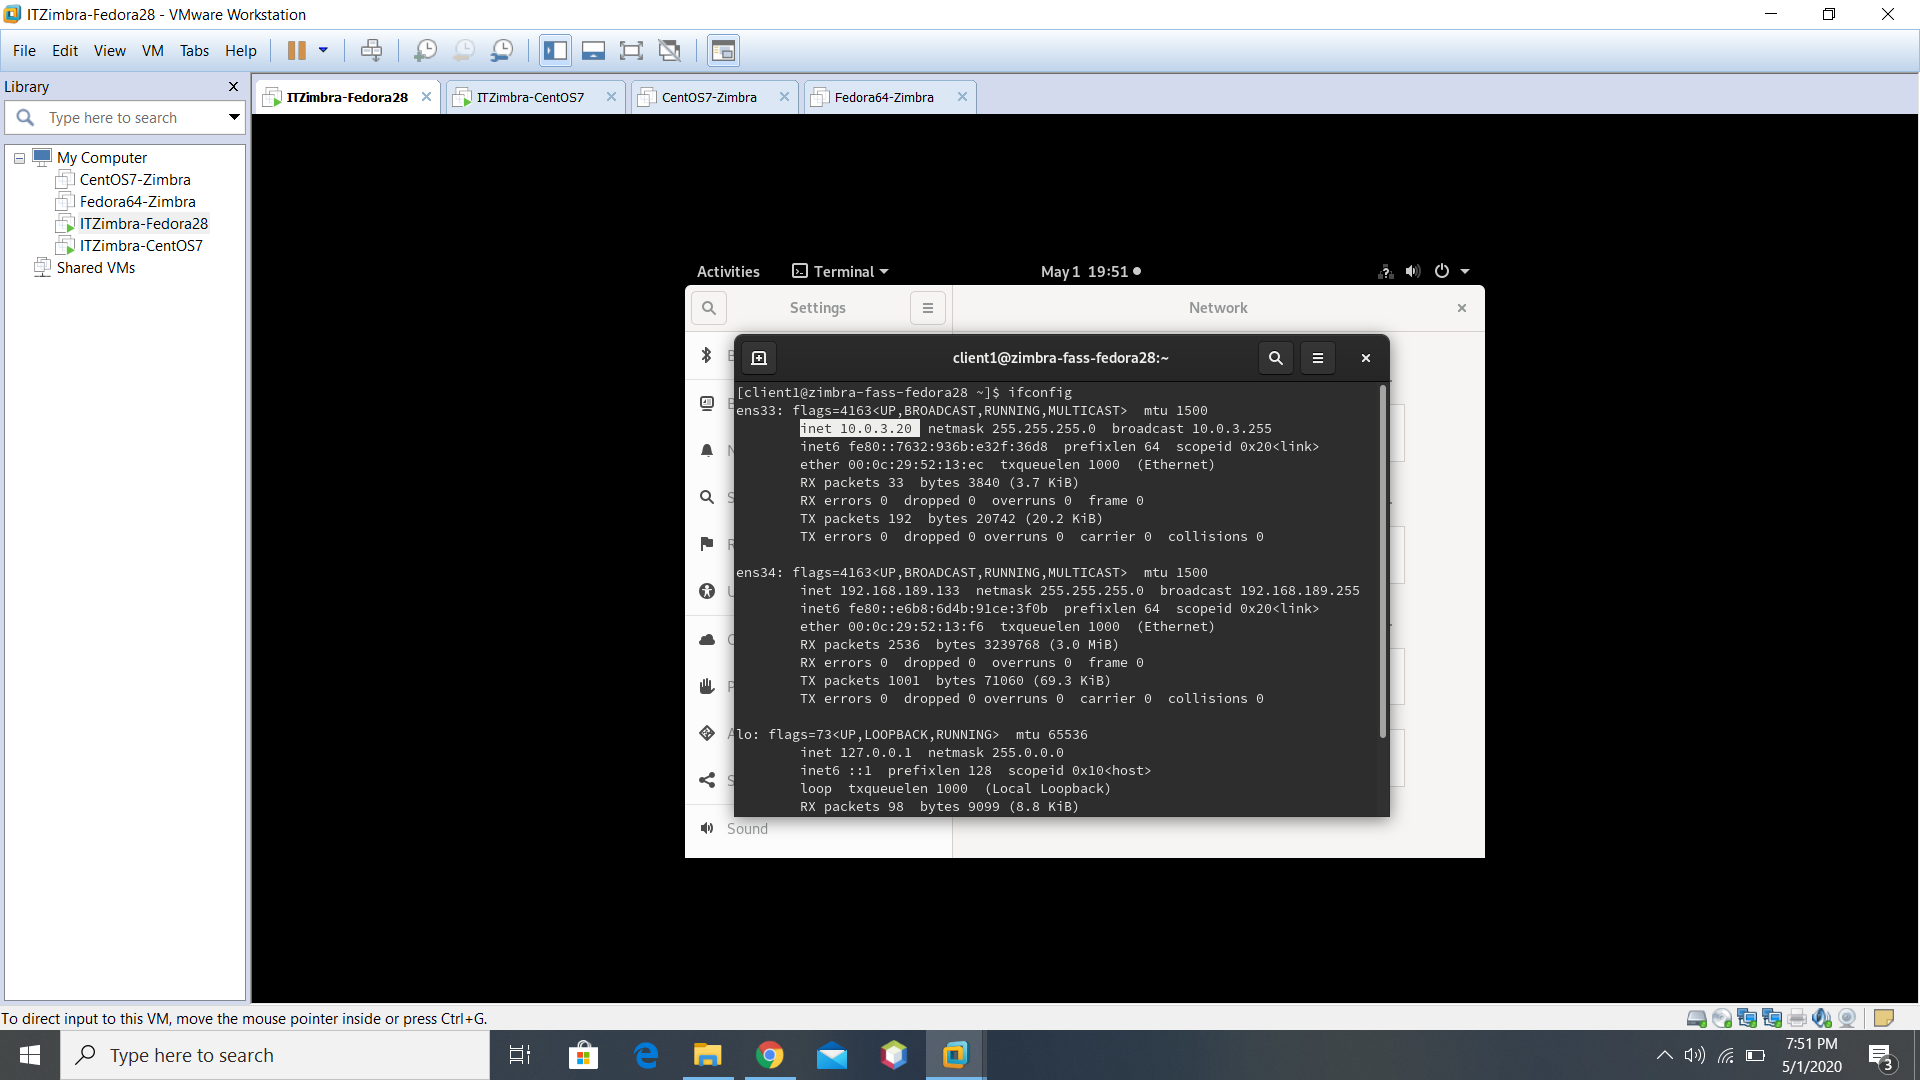 ITZimbra-Fedora28 - VMware Workstation
File Edit View VM Tabs Help
Library
Type here to search
My Computer
CentOS7-Zimbra
Fedora64-Zimbra
ITZimbra-Fedora28
ITZimbra-CentOS7
Shared VMs
ITZimbra-Fedora28 ITZimbra-CentOS7 CentOS7-Zimbra Fedora64-Zimbra
Activities Terminal May 1 19:51
Settings Network
client1@zimbra-fass-fedora28:~
[client1@zimbra-fass-fedora28 ~]$ ifconfig
ens33: flags=4163<UP,BROADCAST,RUNNING,MULTICAST>  mtu 1500
        inet 10.0.3.20  netmask 255.255.255.0  broadcast 10.0.3.255
        inet6 fe80::7632:936b:e32f:36d8  prefixlen 64  scopeid 0x20<link>
        ether 00:0c:29:52:13:ec  txqueuelen 1000  (Ethernet)
        RX packets 33  bytes 3840 (3.7 KiB)
        RX errors 0  dropped 0  overruns 0  frame 0
        TX packets 192  bytes 20742 (20.2 KiB)
        TX errors 0  dropped 0 overruns 0  carrier 0  collisions 0
ens34: flags=4163<UP,BROADCAST,RUNNING,MULTICAST>  mtu 1500
        inet 192.168.189.133  netmask 255.255.255.0  broadcast 192.168.189.255
        inet6 fe80::e6b8:6d4b:91ce:3f0b  prefixlen 64  scopeid 0x20<link>
        ether 00:0c:29:52:13:f6  txqueuelen 1000  (Ethernet)
        RX packets 2536  bytes 3239768 (3.0 MiB)
        RX errors 0  dropped 0  overruns 0  frame 0
        TX packets 1001  bytes 71060 (69.3 KiB)
        TX errors 0  dropped 0 overruns 0  carrier 0  collisions 0
lo: flags=73<UP,LOOPBACK,RUNNING>  mtu 65536
        inet 127.0.0.1  netmask 255.0.0.0
        inet6 ::1  prefixlen 128  scopeid 0x10<host>
        loop  txqueuelen 1000  (Local Loopback)
        RX packets 98  bytes 9099 (8.8 KiB)
Sound
To direct input to this VM, move the mouse pointer inside or press Ctrl+G.
Type here to search
7:51 PM
5/1/2020
3